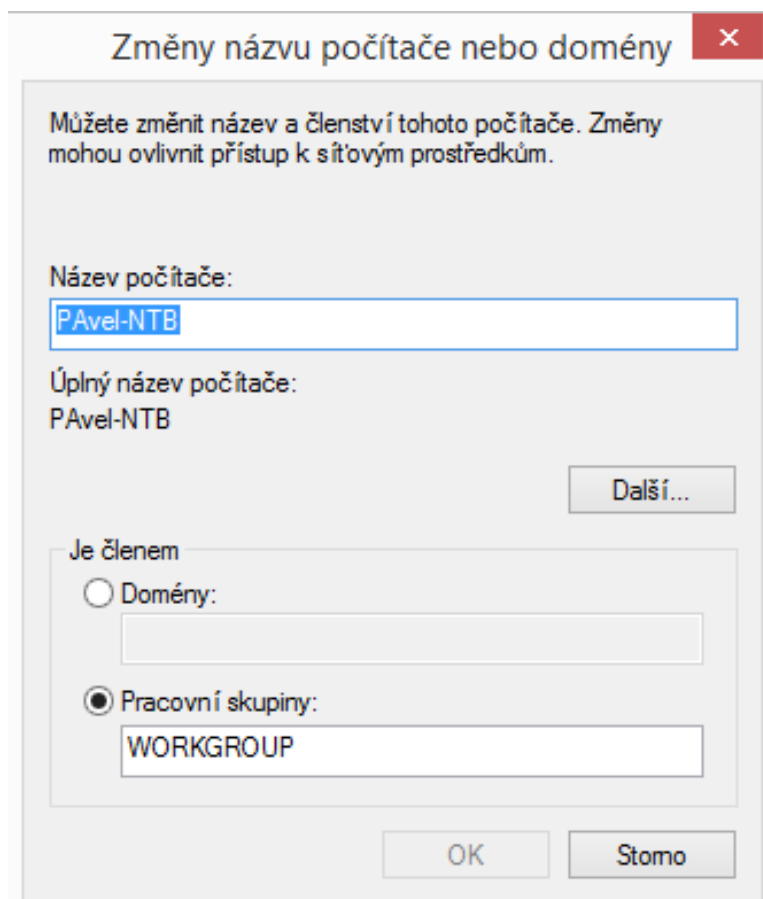 Změny názvu počítače nebo domény
Můžete změnit název a členství tohoto počítače. Změny
mohou ovlivnit přístup k síťovým prostředkům.
Název počítače:
PAvel-NTB
Úplný název počítače:
PAvel-NTB
Další...
Je členem
Domény:
Pracovní skupiny:
WORKGROUP
OK
Storno